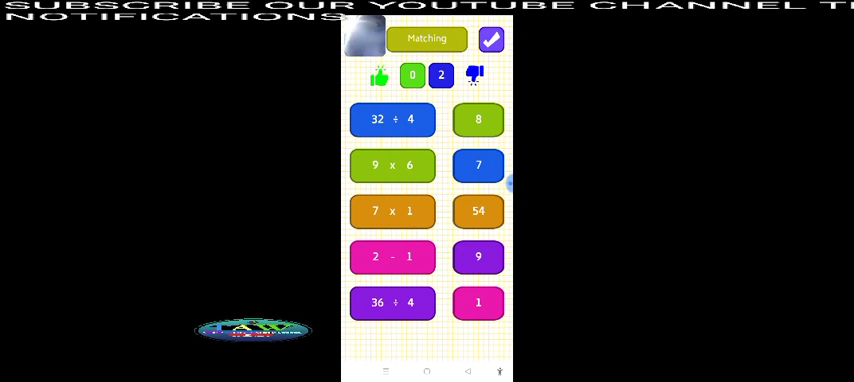 SUBSCRIBE OUR YOUTUBE CHANNEL T
NOTIFICATIONS
Matching
0 2
32 ÷ 4 8
9 x 6 7
7 x 1 54
2 - 1 9
36 ÷ 4 1